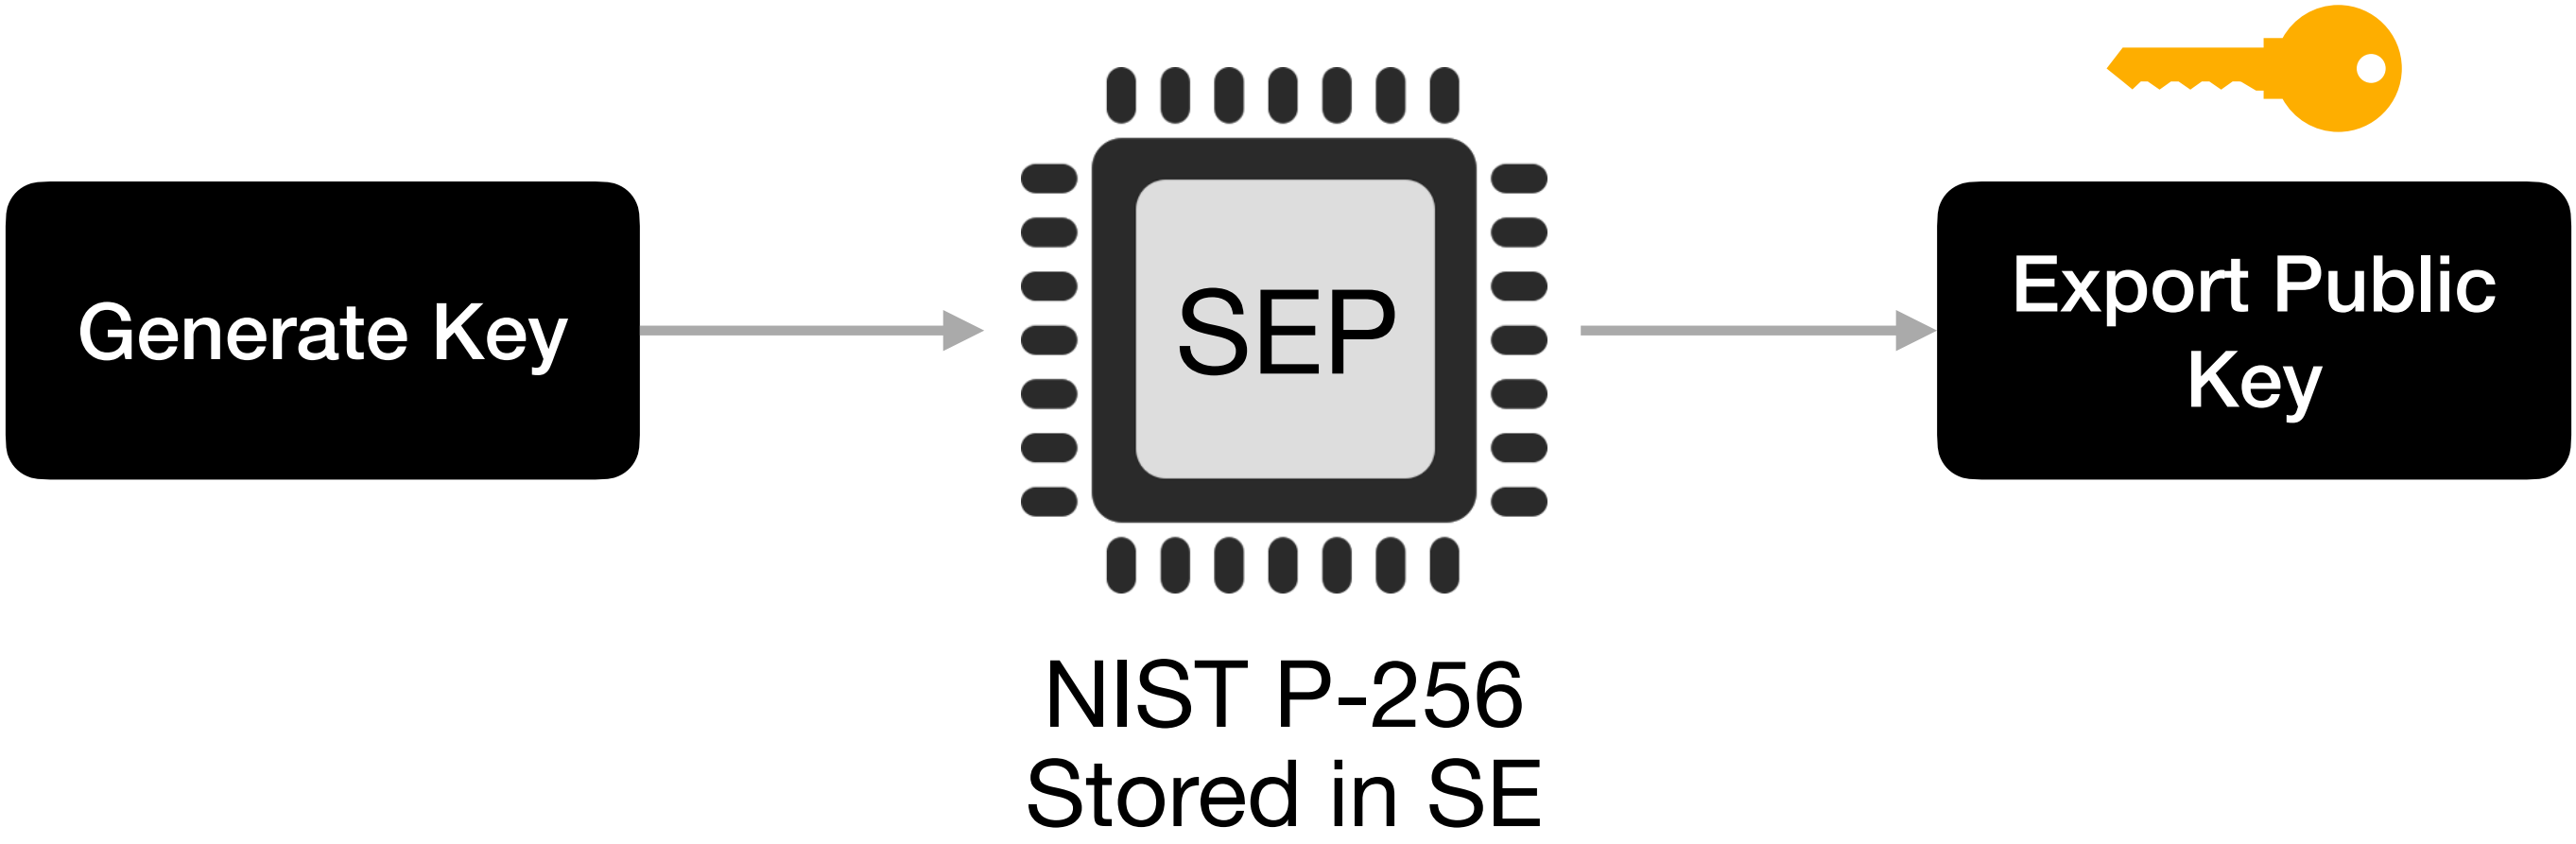 Generate Key
SEP
Export Public
Key
NIST P-256
Stored in SE